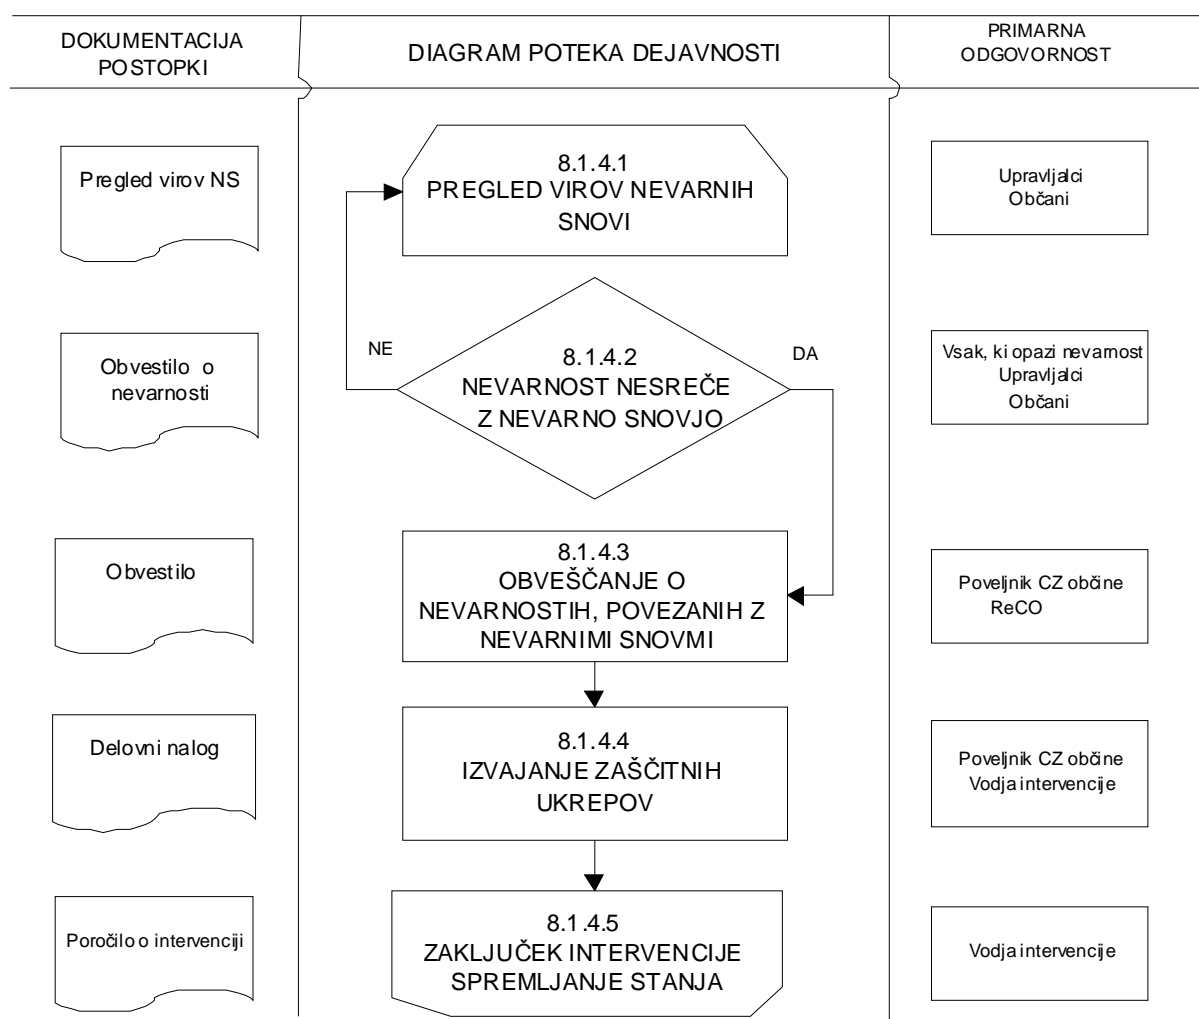 DOKUMENTACIJA
POSTOPKI
DIAGRAM POTEKA DEJAVNOSTI
PRIMARNA
ODGOVORNOST
Pregled virov NS
8.1.4.1
PREGLED VIROV NEVARNIH
SNOVI
Upravljalci
Občani
Obvestilo o
nevarnosti
NE
8.1.4.2
NEVARNOST NESREČE
Z NEVARNO SNOVJO
DA
Vsak, ki opazi nevarnost
Upravljalci
Občani
Obvestilo
8.1.4.3
OBVEŠČANJE O
NEVARNOSTIH, POVEZANIH Z
NEVARNIMI SNOVMI
Poveljnik CZ občine
ReCO
Delovni nalog
8.1.4.4
IZVAJANJE ZAŠČITNIH
UKREPOV
Poveljnik CZ občine
Vodja intervencije
Poročilo o intervenciji
8.1.4.5
ZAKLJUČEK INTERVENCIJE
SPREMLJANJE STANJA
Vodja intervencije